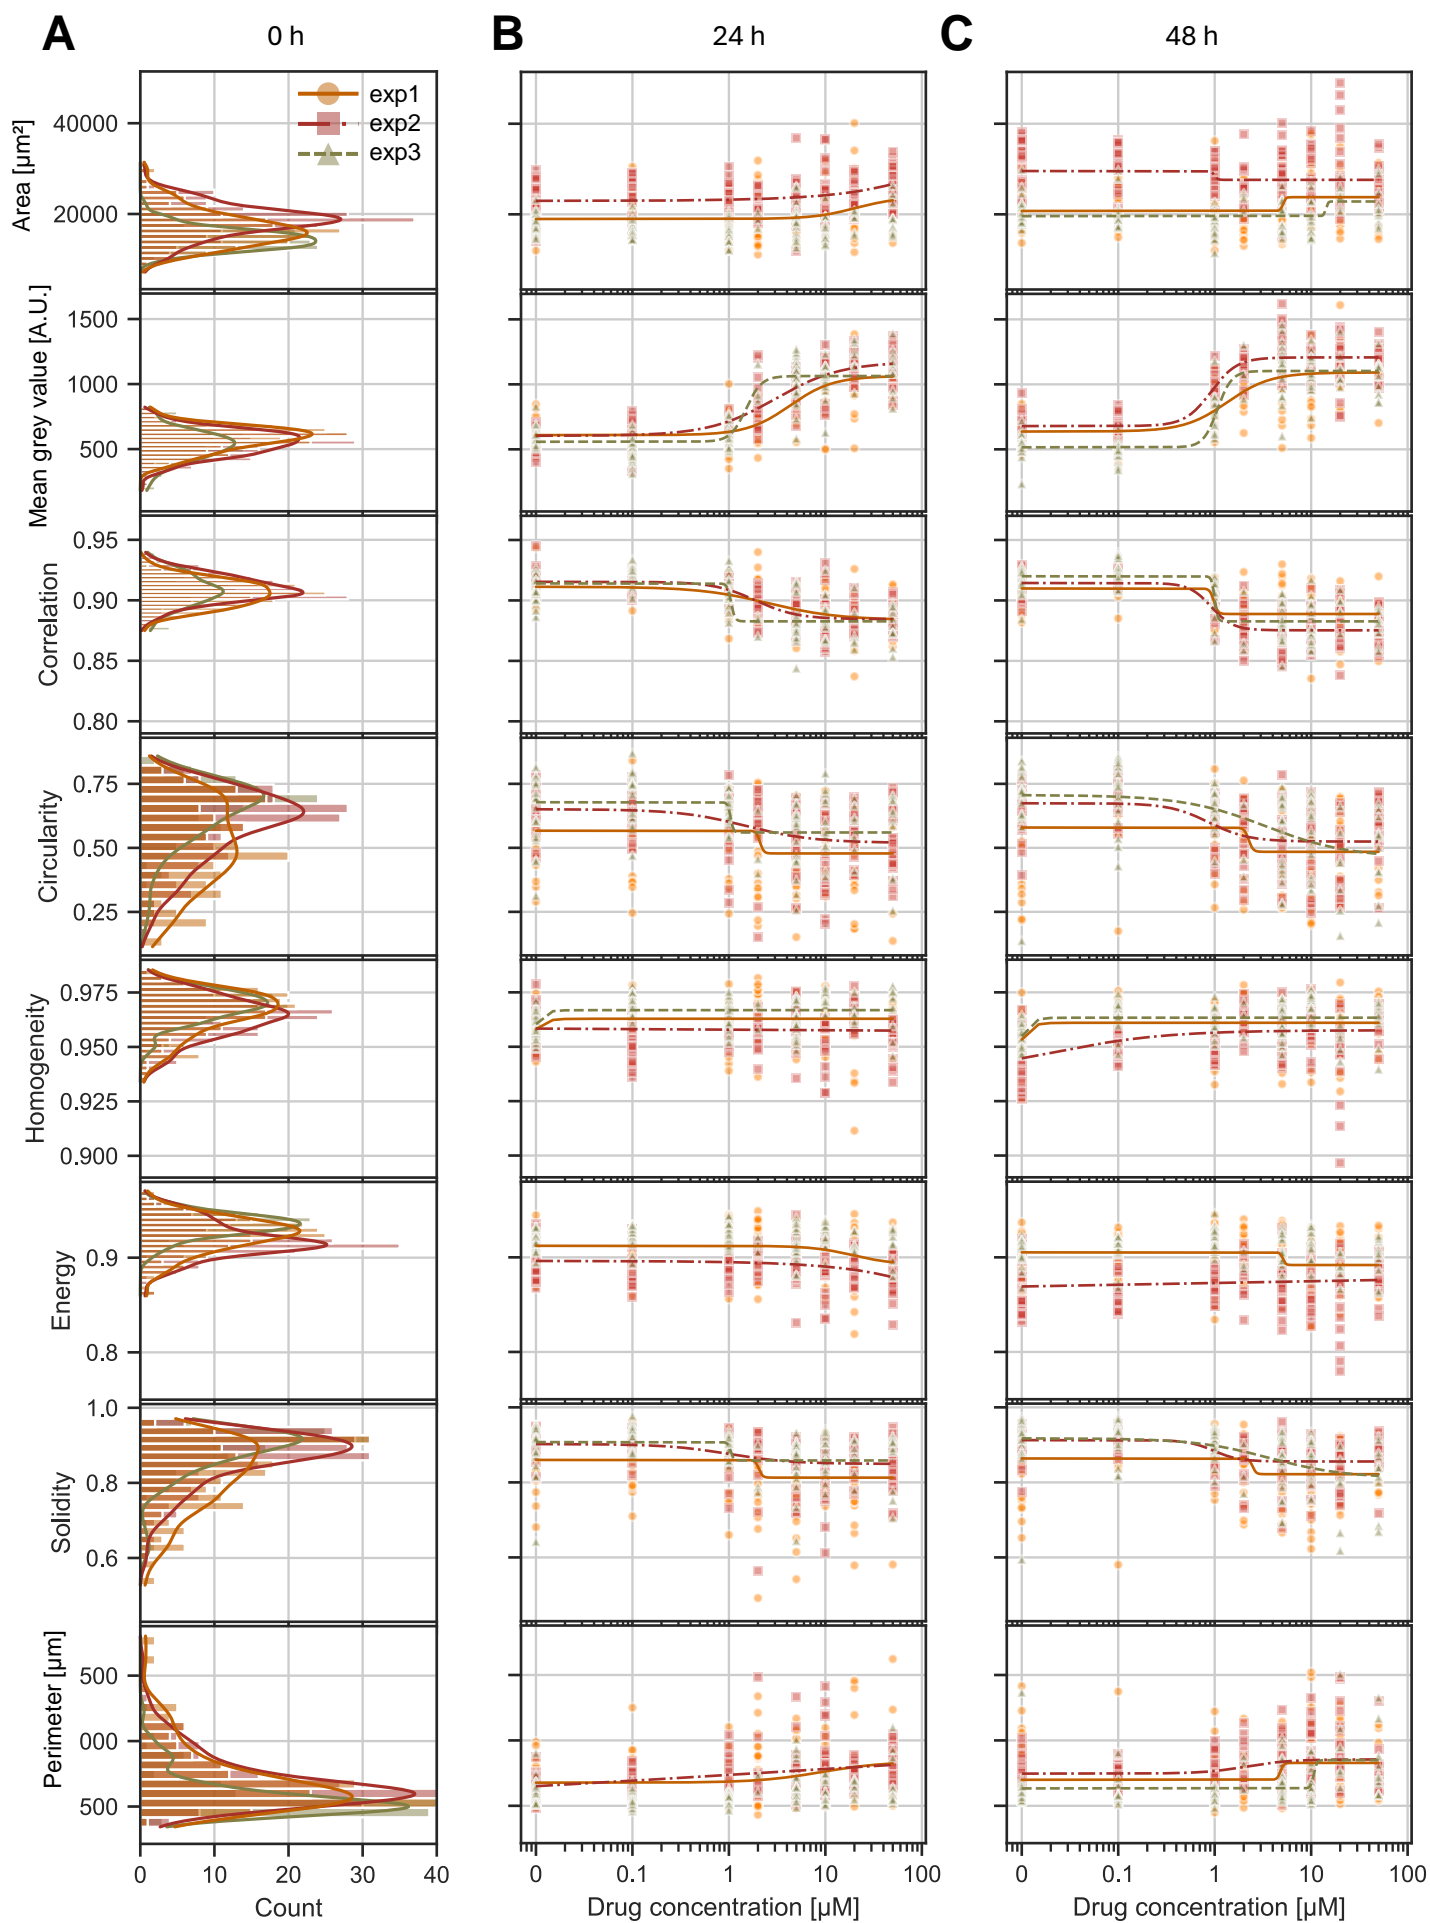 A 0 h
B 24 h
C 48 h
exp1
exp2
exp3
Area [µm²]
40000
20000
Mean grey value [A.U.]
1500
1000
500
Correlation
0.95
0.90
0.85
0.80
Circularity
0.75
0.50
0.25
Homogeneity
0.975
0.950
0.925
0.900
Energy
0.9
0.8
Solidity
1.0
0.8
0.6
Perimeter [µm]
500
000
500
0 10 20 30 40
Count
0 0.1 1 10 100
Drug concentration [µM]
0 0.1 1 10 100
Drug concentration [µM]